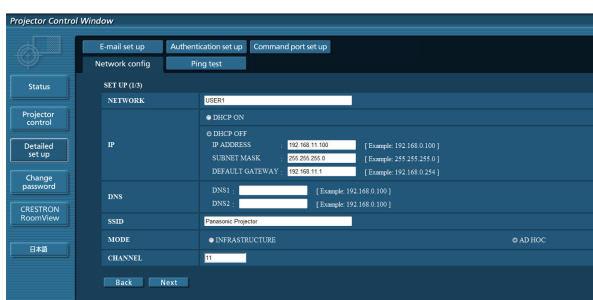 Projector Control Window
E-mail set up Authentication set up Command port set up
Network config Ping test
Status
Projector control
Detailed set up
Change password
CRESTRON RoomView
日本語
SET UP (1/3)
NETWORK USER1
IP
DHCP ON
DHCP OFF
IP ADDRESS : 192.168.11.100 [ Example: 192.168.0.100 ]
SUBNET MASK : 255.255.255.0 [ Example: 255.255.255.0 ]
DEFAULT GATEWAY : 192.168.11.1 [ Example: 192.168.0.254 ]
DNS
DNS1 : [ Example: 192.168.0.100 ]
DNS2 : [ Example: 192.168.0.100 ]
SSID Panasonic Projector
MODE INFRASTRUCTURE AD HOC
CHANNEL 11
Back Next